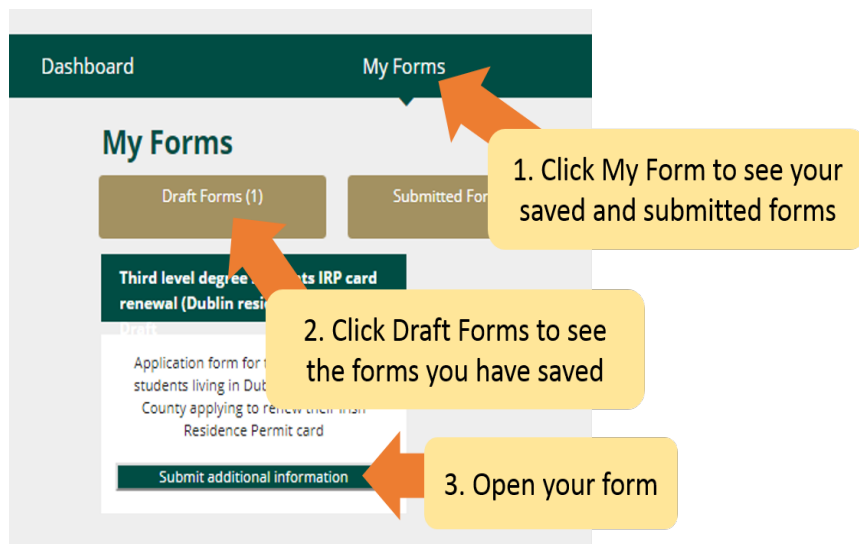 Dashboard
My Forms
My Forms
1. Click My Form to see your
saved and submitted forms
Draft Forms (1)
Submitted For
Third level degree ts IRP card
renewal (Dublin resi
Draft
2. Click Draft Forms to see
the forms you have saved
Application form for
students living in Dub
County applying to renew their Irish
Residence Permit card
Submit additional information
3. Open your form